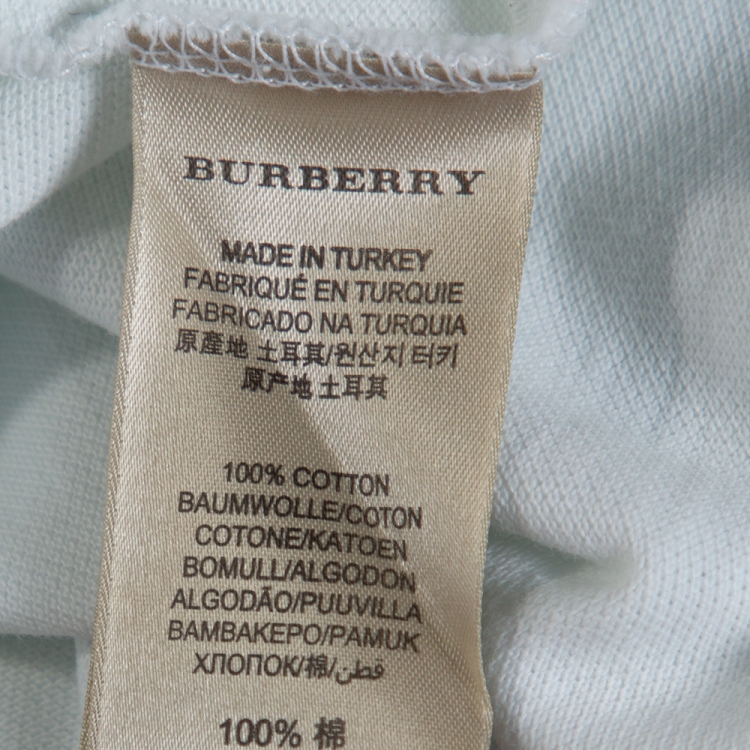 BURBERRY
MADE IN TURKEY
FABRIQUÉ EN TURQUIE
FABRICADO NA TURQUIA
原產地 土耳其/원산지 터키
原产地 土耳其
100% COTTON
BAUMWOLLE/COTON
COTONE/KATOEN
BOMULL/ALGODON
ALGODÃO/PUUVILLA
BAMBAKEPO/PAMUK
ХЛОПОК/棉/قطن
100% 棉